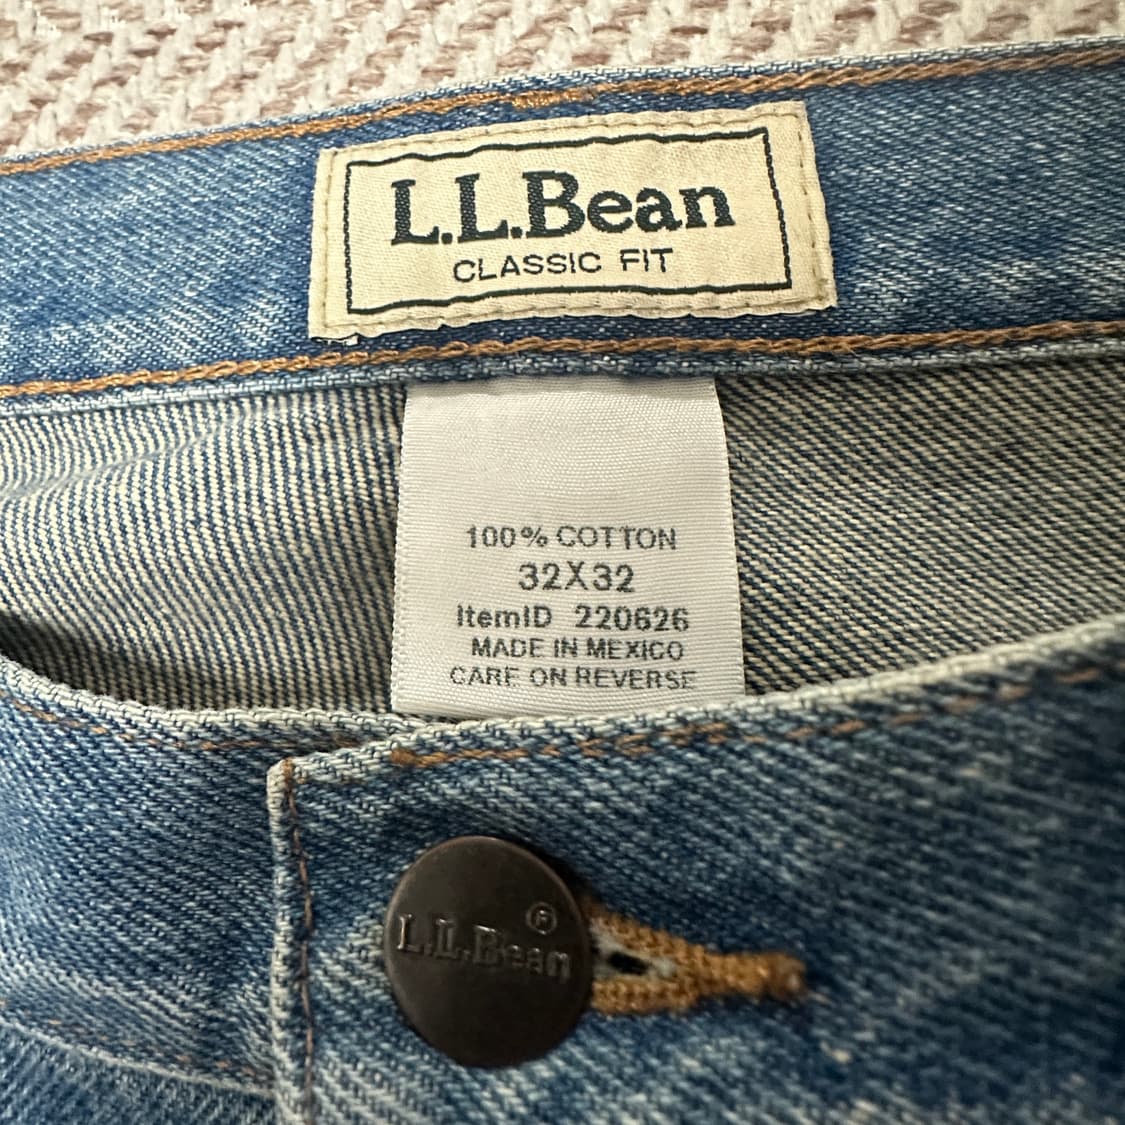 L.L.Bean
CLASSIC FIT
100% COTTON
32X32
ItemID 220626
MADE IN MEXICO
CARE ON REVERSE
L.L.Bean ®